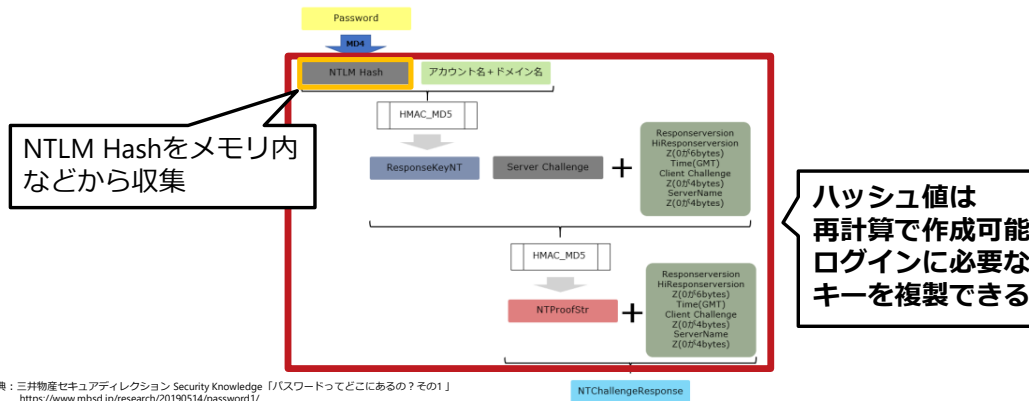 Password
MD4
NTLM Hash
アカウント名+ドメイン名
HMAC_MD5
NTLM Hashをメモリ内
などから収集
ResponseKeyNT
Server Challenge
+
Responserversion
HiResponserversion
Z(0が6bytes)
Time(GMT)
Client Challenge
Z(0が4bytes)
ServerName
Z(0が4bytes)
ハッシュ値は
再計算で作成可能
ログインに必要な
キーを複製できる
HMAC_MD5
NTProofStr
+
Responserversion
HiResponserversion
Z(0が6bytes)
Time(GMT)
Client Challenge
Z(0が4bytes)
ServerName
Z(0が4bytes)
NTChallengeResponse
典：三井物産セキュアディレクション Security Knowledge「パスワードってどこにあるの？その1」
https://www.mbsd.jp/research/20190514/password1/